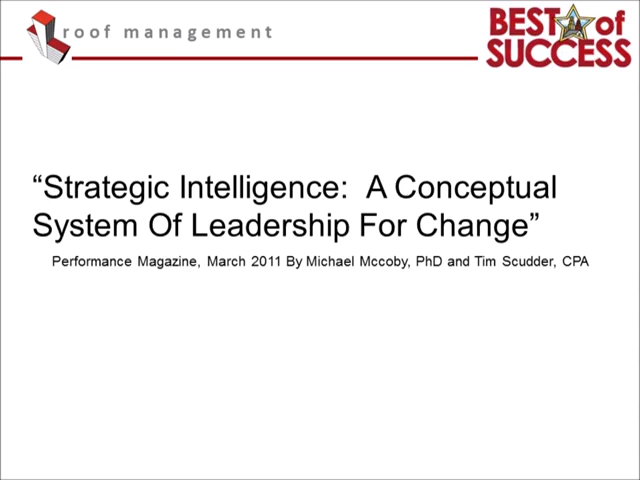 roof management
BEST of
SUCCESS
“Strategic Intelligence:  A Conceptual
System Of Leadership For Change”
Performance Magazine, March 2011 By Michael Mccoby, PhD and Tim Scudder, CPA